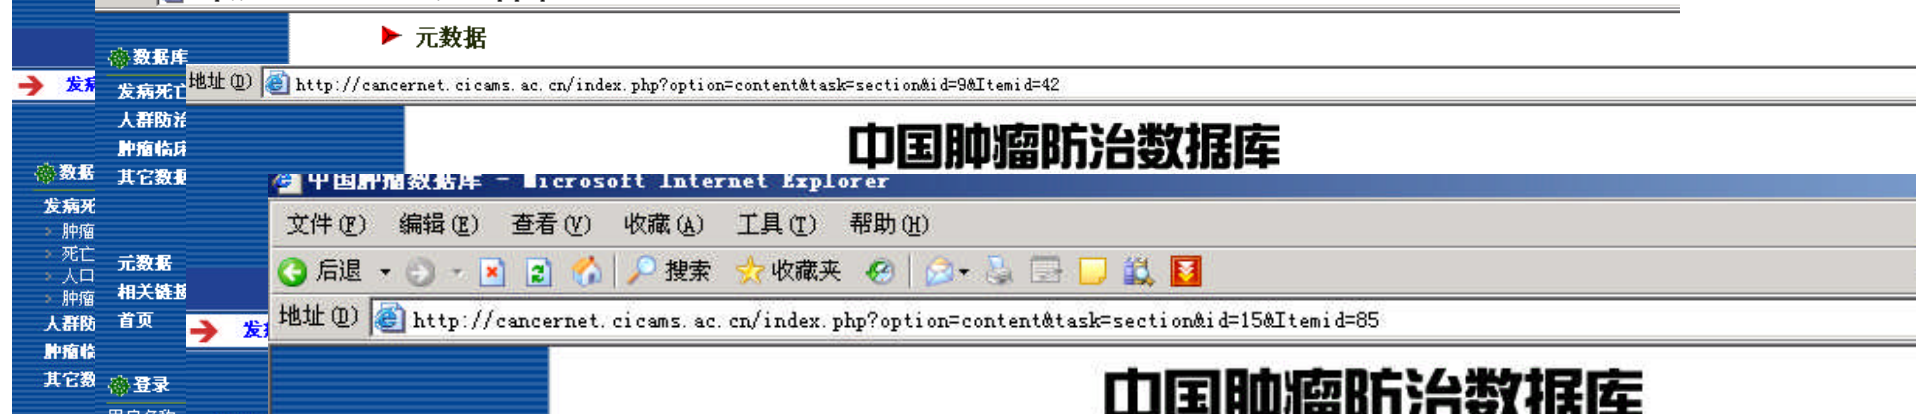 元数据
数据库
发病死亡
人群防治
肿瘤临床
其它数据
元数据
相关链接
首页
登录
地址(D) http://cancernet.cicams.ac.cn/index.php?option=content&task=section&id=9&Itemid=42
中国肿瘤防治数据库
发病
数据
发病死
> 肿瘤
> 死亡
> 人口
> 肿瘤
人群防
肿瘤临
其它数
发
中国肿瘤数据库 - Microsoft Internet Explorer
文件(F) 编辑(E) 查看(V) 收藏(A) 工具(T) 帮助(H)
后退 搜索 收藏夹
地址(D) http://cancernet.cicams.ac.cn/index.php?option=content&task=section&id=15&Itemid=85
中国肿瘤防治数据库